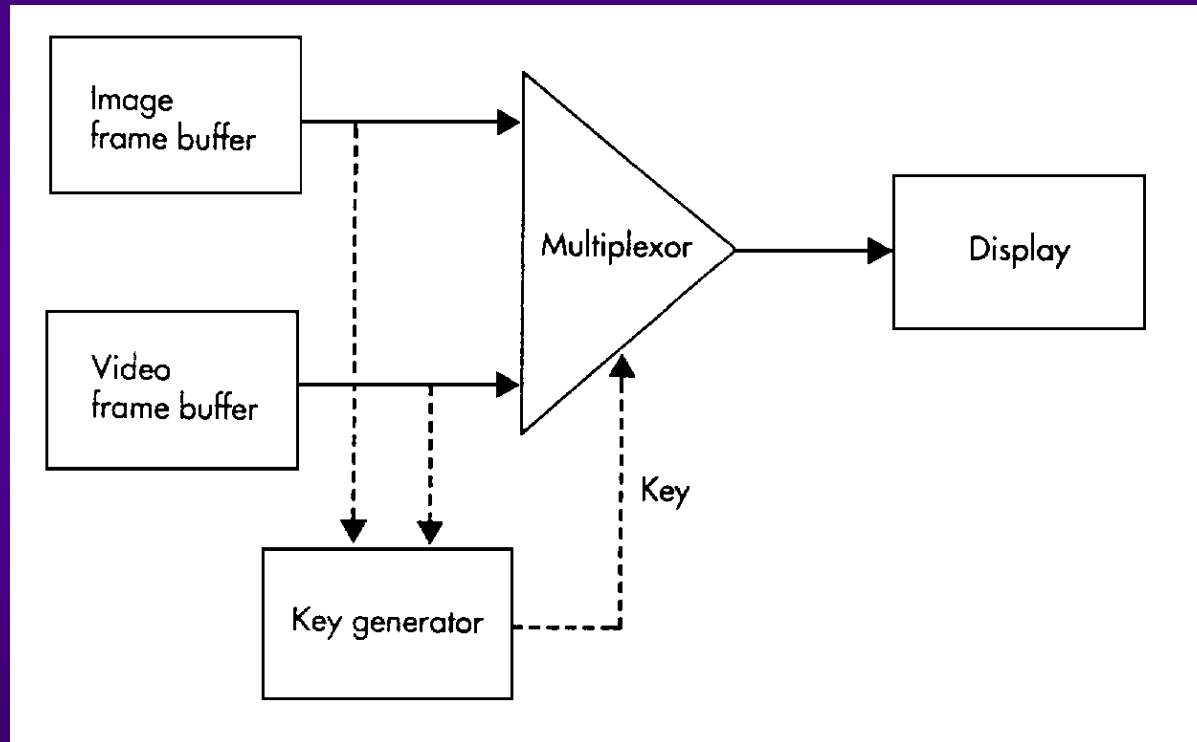 Image
frame buffer
Multiplexor
Display
Video
frame buffer
Key
Key generator